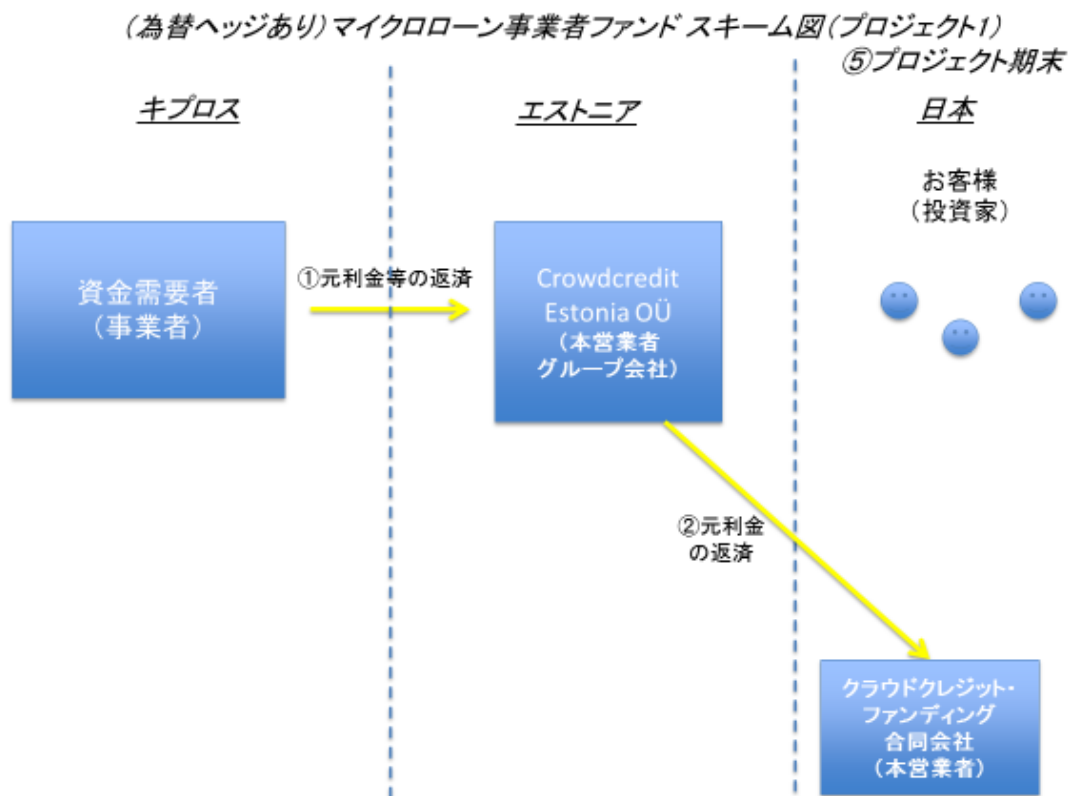 （為替ヘッジあり）マイクロローン事業者ファンド スキーム図（プロジェクト1）
⑤プロジェクト期末
キプロス
エストニア
日本
お客様
（投資家）
資金需要者
（事業者）
①元利金等の返済
Crowdcredit
Estonia OÜ
（本営業者
グループ会社）
②元利金
の返済
クラウドクレジット・
ファンディング
合同会社
（本営業者）